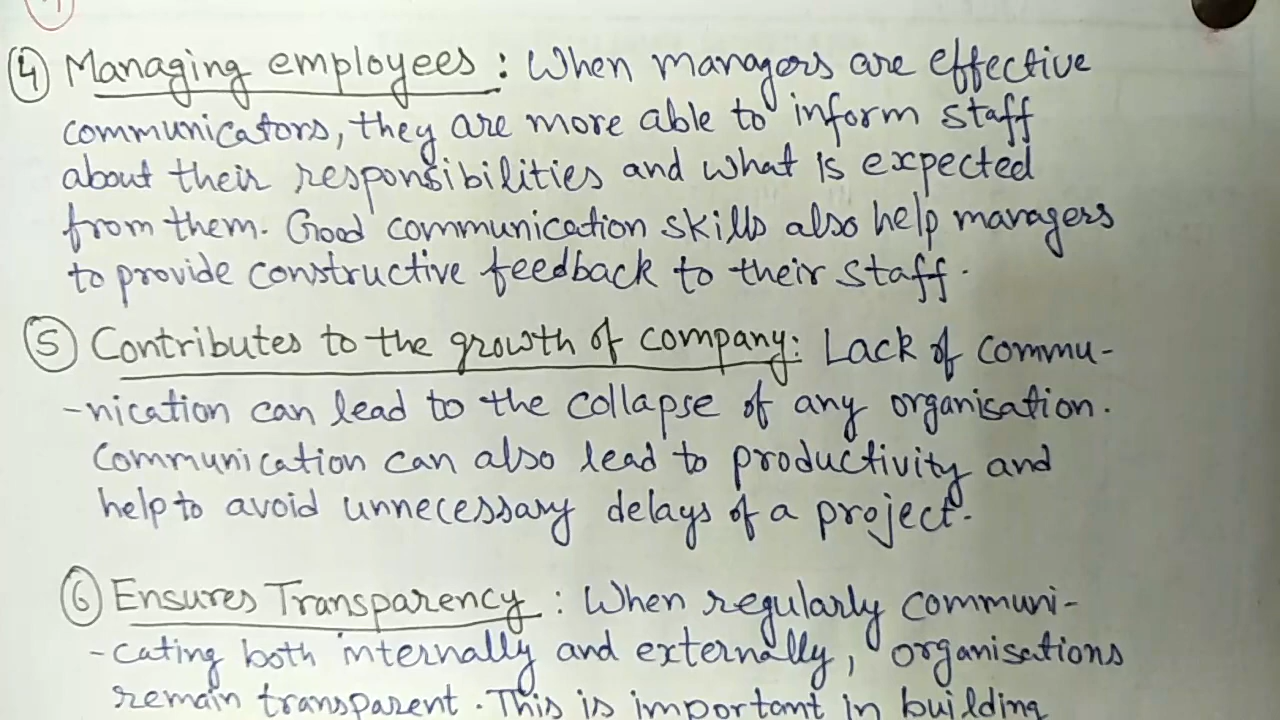 ④ Managing employees : When managers are effective
communicators, they are more able to inform staff
about their responsibilities and what is expected
from them. Good communication skills also help managers
to provide constructive feedback to their staff.
⑤ Contributes to the growth of company: Lack of commu-
-nication can lead to the collapse of any organisation.
Communication can also lead to productivity and
help to avoid unnecessary delays of a project.
⑥ Ensures Transparency : When regularly communi-
-cating both internally and externally, organisations
remain transparent. This is important in building